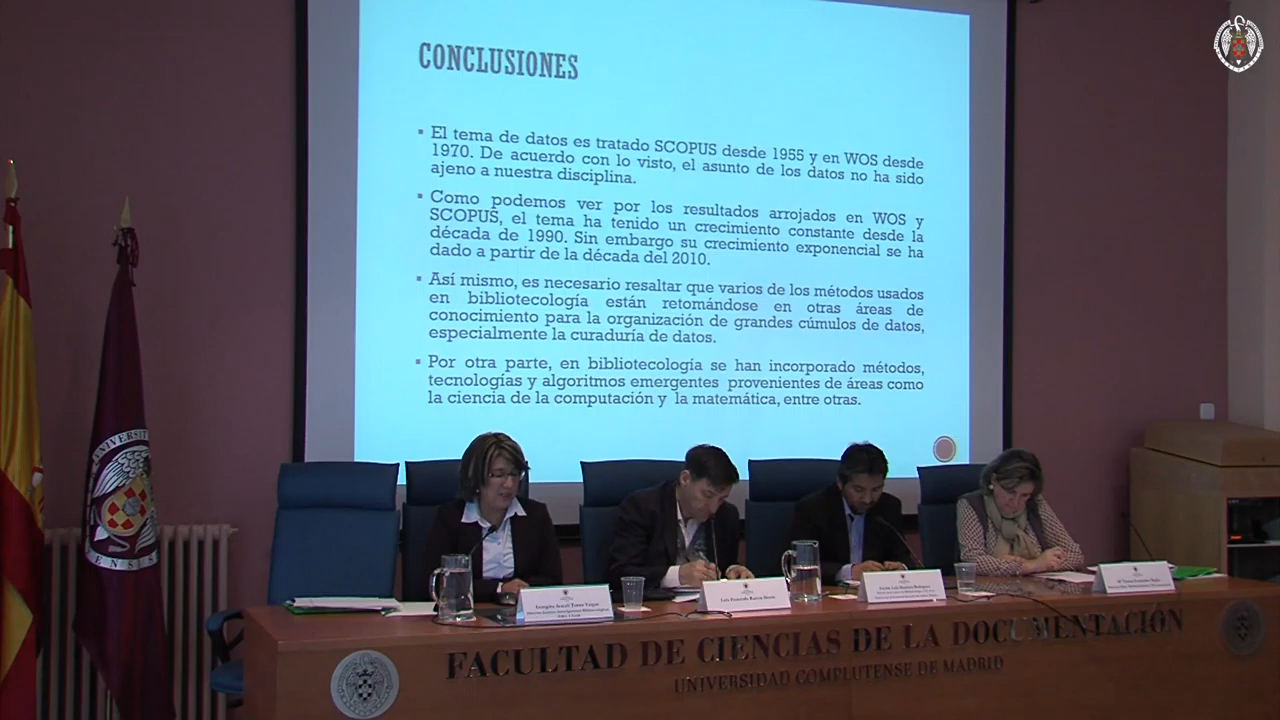 CONCLUSIONES
▪ El tema de datos es tratado SCOPUS desde 1955 y en WOS desde
1970. De acuerdo con lo visto, el asunto de los datos no ha sido
ajeno a nuestra disciplina.
▪ Como podemos ver por los resultados arrojados en WOS y
SCOPUS, el tema ha tenido un crecimiento constante desde la
década de 1990. Sin embargo su crecimiento exponencial se ha
dado a partir de la década del 2010.
▪ Así mismo, es necesario resaltar que varios de los métodos usados
en bibliotecología están retomándose en otras áreas de
conocimiento para la organización de grandes cúmulos de datos,
especialmente la curaduría de datos.
▪ Por otra parte, en bibliotecología se han incorporado métodos,
tecnologías y algoritmos emergentes provenientes de áreas como
la ciencia de la computación y la matemática, entre otras.
FACULTAD DE CIENCIAS DE LA DOCUMENTACIÓN
UNIVERSIDAD COMPLUTENSE DE MADRID